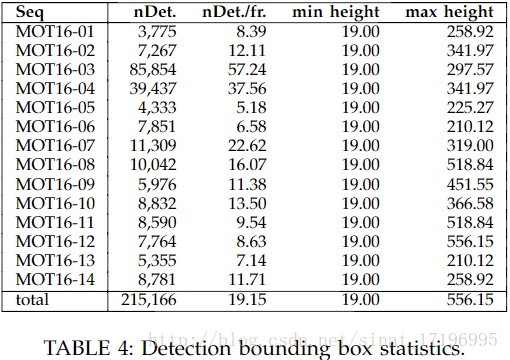 Seq nDet. nDet./fr. min height max height
MOT16-01 3,775 8.39 19.00 258.92
MOT16-02 7,267 12.11 19.00 341.97
MOT16-03 85,854 57.24 19.00 297.57
MOT16-04 39,437 37.56 19.00 341.97
MOT16-05 4,333 5.18 19.00 225.27
MOT16-06 7,851 6.58 19.00 210.12
MOT16-07 11,309 22.62 19.00 319.00
MOT16-08 10,042 16.07 19.00 518.84
MOT16-09 5,976 11.38 19.00 451.55
MOT16-10 8,832 13.50 19.00 366.58
MOT16-11 8,590 9.54 19.00 518.84
MOT16-12 7,764 8.63 19.00 556.15
MOT16-13 5,355 7.14 19.00 210.12
MOT16-14 8,781 11.71 19.00 258.92
total 215,166 19.15 19.00 556.15
http://blog.csdn.net/sinat_17196995
TABLE 4: Detection bounding box statistics.